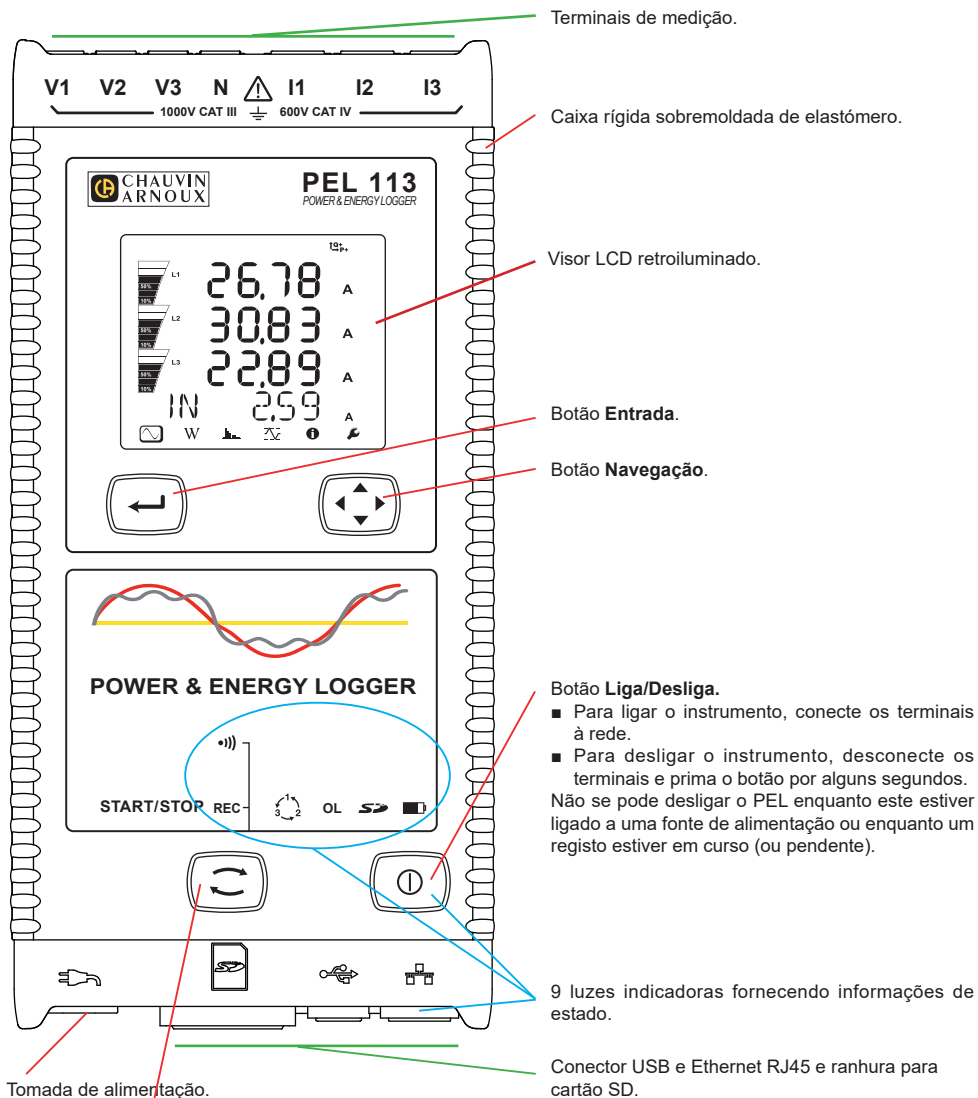 Terminais de medição.
V1 V2 V3 N I1 I2 I3
1000V CAT III 600V CAT IV
Caixa rígida sobremoldada de elastómero.
CHAUVIN
ARNOUX
PEL 113
POWER & ENERGY LOGGER
Visor LCD retroiluminado.
L1 26.78 A
50%
10%
L2 30.83 A
50%
10%
L3 22.89 A
50%
10%
IN 2.59 A
W
Botão Entrada.
Botão Navegação.
POWER & ENERGY LOGGER
START/STOP REC 1 2 3 OL SD
Botão Liga/Desliga.
■ Para ligar o instrumento, conecte os terminais
à rede.
■ Para desligar o instrumento, desconecte os
terminais e prima o botão por alguns segundos.
Não se pode desligar o PEL enquanto este estiver
ligado a uma fonte de alimentação ou enquanto um
registo estiver em curso (ou pendente).
SD
9 luzes indicadoras fornecendo informações de
estado.
Conector USB e Ethernet RJ45 e ranhura para
cartão SD.
Tomada de alimentação.